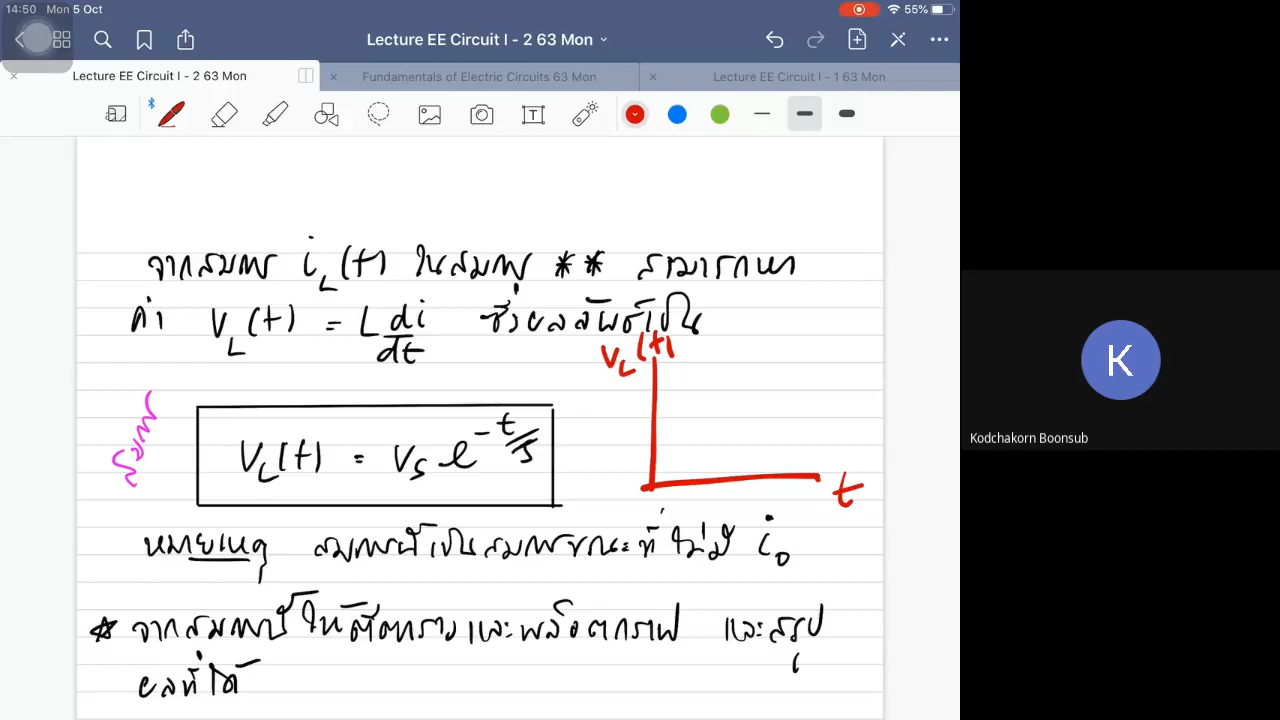 14:50 Mon 5 Oct
55%
Lecture EE Circuit I - 2 63 Mon
Lecture EE Circuit I - 2 63 Mon
Fundamentals of Electric Circuits 63 Mon
Lecture EE Circuit I - 1 63 Mon
T
จากสมการ i_L(t) ในสมการ ** สามารถหา
ค่า V_L(t) = L di/dt ซึ่งผลลัพธ์เป็น
V_L(t)
V_L(t) = V_S e^{-t/τ}
t
หมายเหตุ สมการนี้เป็นสมการขณะที่ไม่มี i_0
* จากสมการนี้ให้ตีตารางและพล็อตกราฟ และสรุป
ผลที่ได้
K
Kodchakorn Boonsub